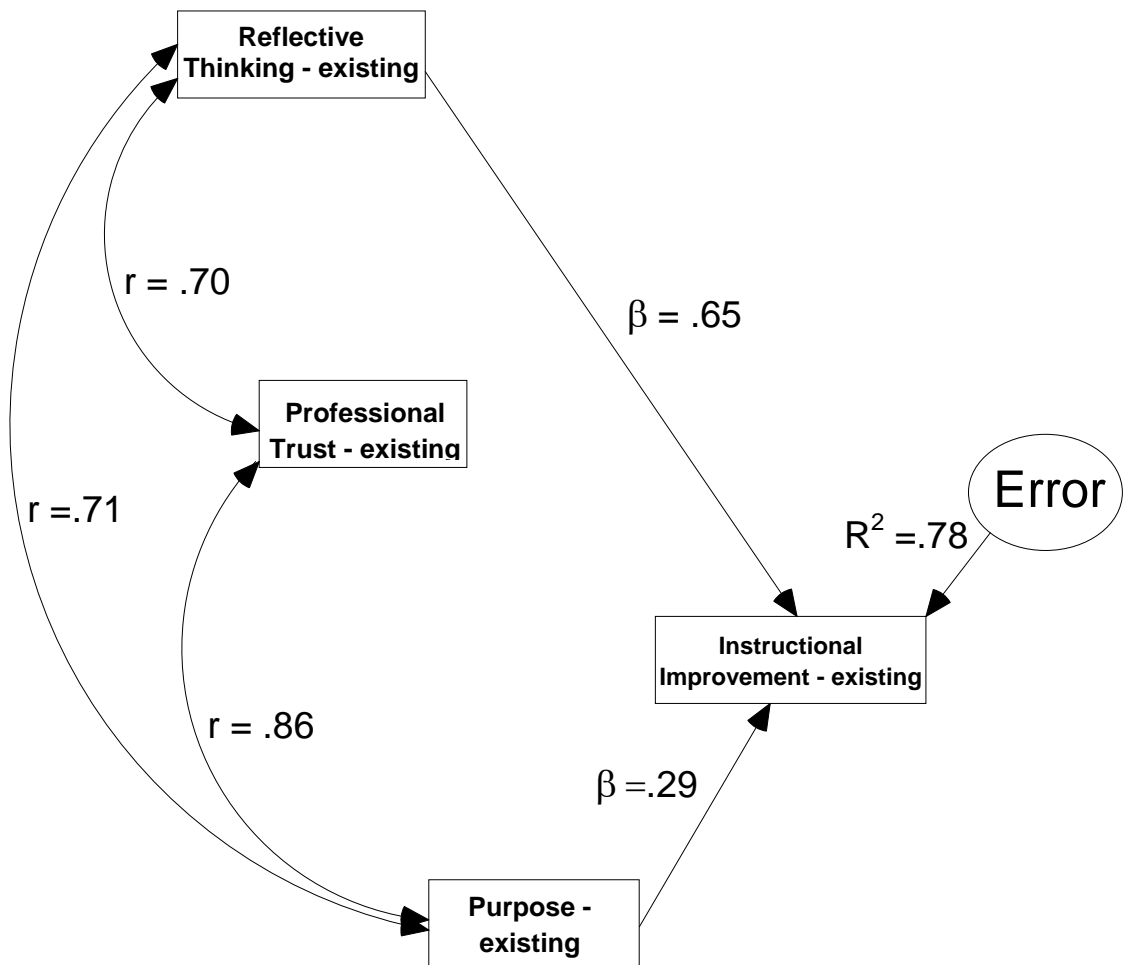 Reflective
Thinking - existing
r = .70
β = .65
Professional
Trust - existing
r =.71
Error
R² =.78
Instructional
Improvement - existing
r = .86
β =.29
Purpose -
existing